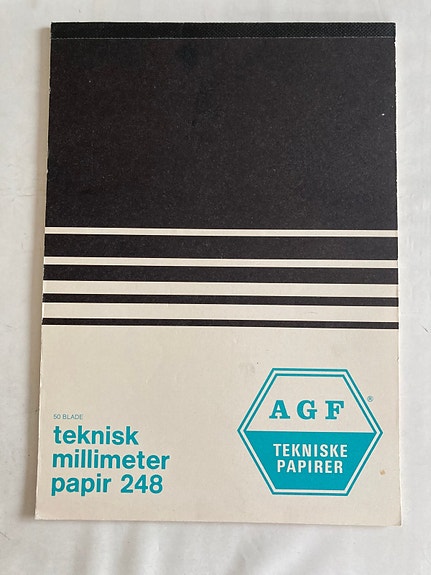 50 BLADE
teknisk
millimeter
papir 248
AGF ®
TEKNISKE
PAPIRER